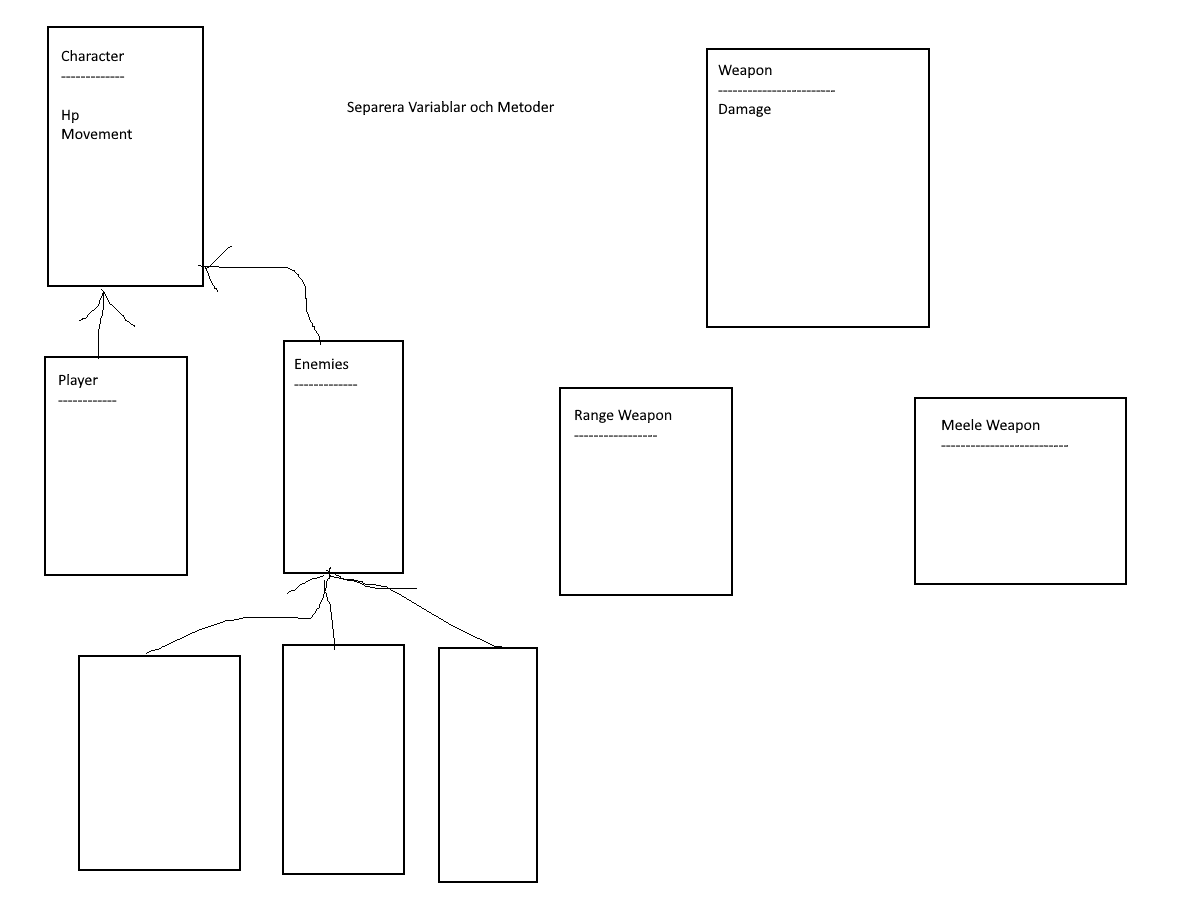 Character
-------------
Hp
Movement
Separera Variablar och Metoder
Weapon
------------------------
Damage
Player
------------
Enemies
-------------
Range Weapon
-----------------
Meele Weapon
--------------------------